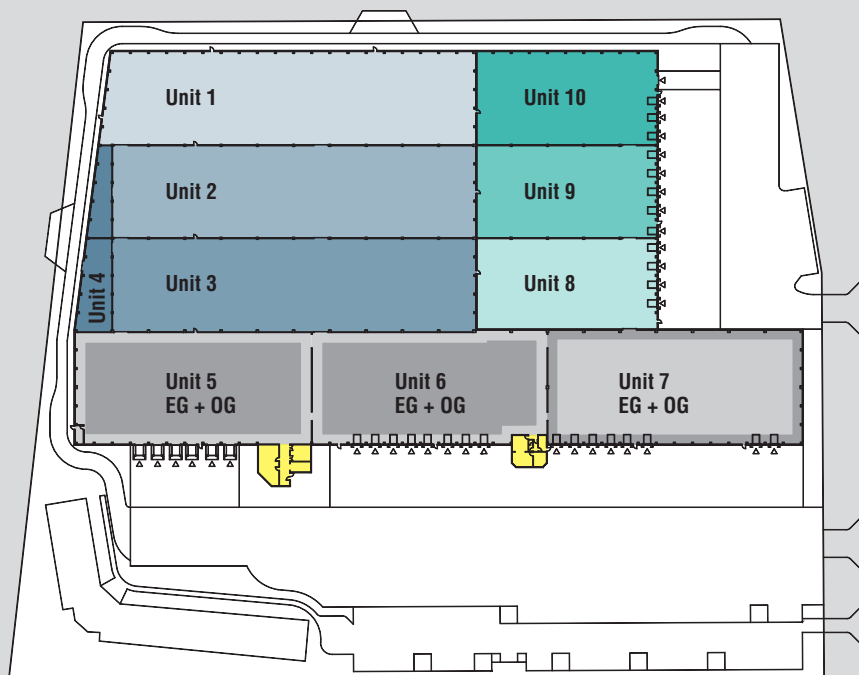 Unit 1
Unit 10
Unit 2
Unit 9
Unit 3
Unit 8
Unit 4
Unit 5
EG + OG
Unit 6
EG + OG
Unit 7
EG + OG